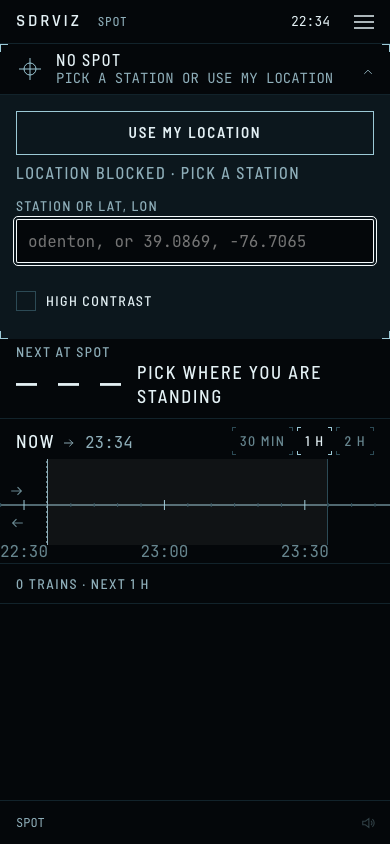 SDRVIZ SPOT 22:34
NO SPOT
PICK A STATION OR USE MY LOCATION
USE MY LOCATION
LOCATION BLOCKED · PICK A STATION
STATION OR LAT, LON
odenton, or 39.0869, -76.7065
HIGH CONTRAST
NEXT AT SPOT
— — — PICK WHERE YOU ARE
STANDING
NOW → 23:34 30 MIN 1 H 2 H
→
←
22:30 23:00 23:30
0 TRAINS · NEXT 1 H
SPOT